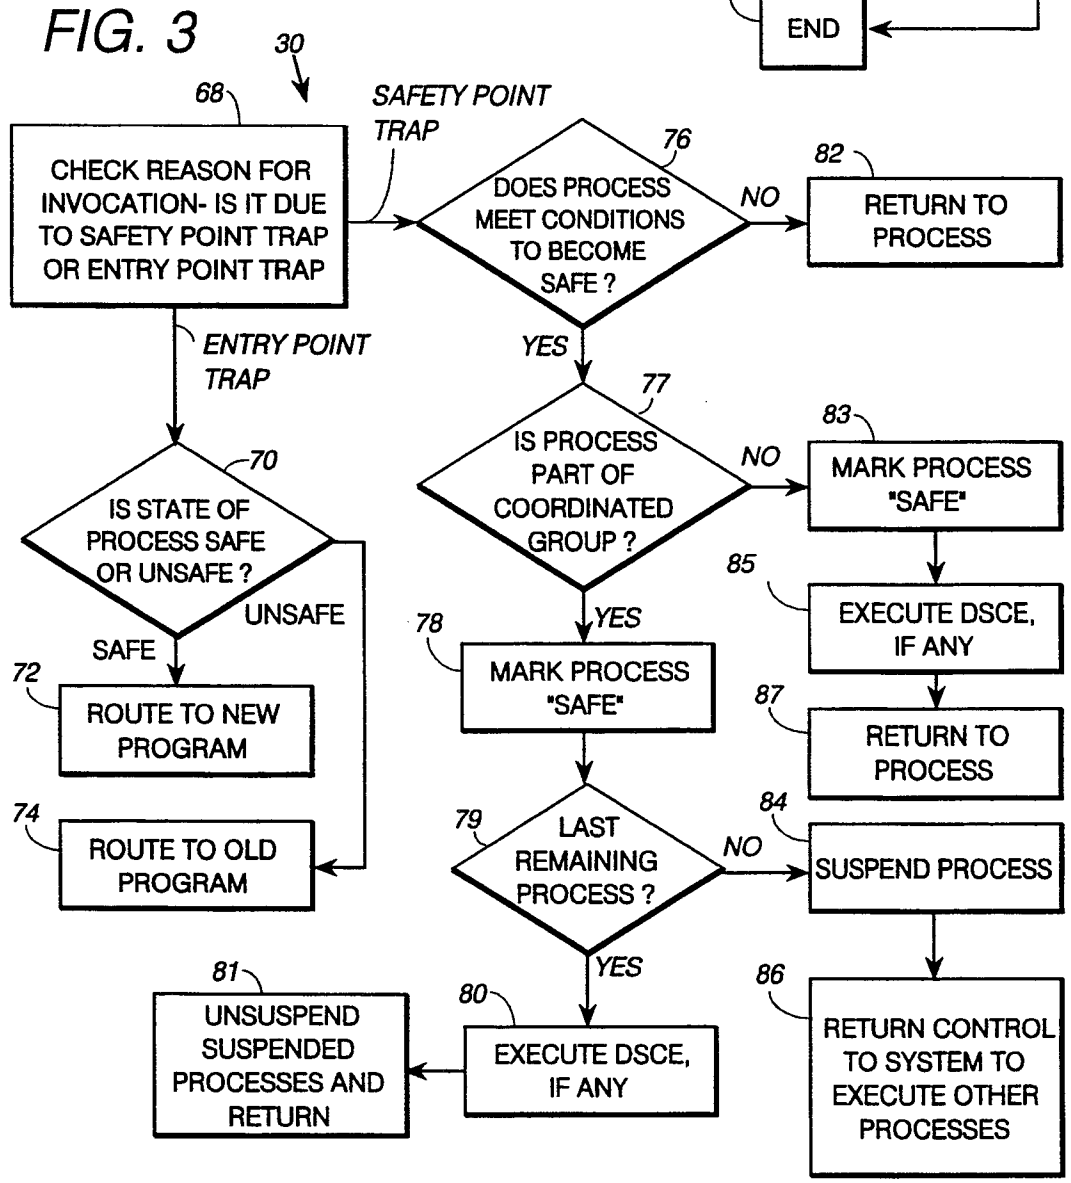 FIG. 3
END
30
68
CHECK REASON FOR
INVOCATION- IS IT DUE
TO SAFETY POINT TRAP
OR ENTRY POINT TRAP
SAFETY POINT
TRAP
76
DOES PROCESS
MEET CONDITIONS
TO BECOME
SAFE ?
NO
82
RETURN TO
PROCESS
ENTRY POINT
TRAP
YES
77
IS PROCESS
PART OF
COORDINATED
GROUP ?
NO
83
MARK PROCESS
"SAFE"
70
IS STATE OF
PROCESS SAFE
OR UNSAFE ?
UNSAFE
SAFE
85
EXECUTE DSCE,
IF ANY
YES
78
MARK PROCESS
"SAFE"
72
ROUTE TO NEW
PROGRAM
87
RETURN TO
PROCESS
74
ROUTE TO OLD
PROGRAM
79
LAST
REMAINING
PROCESS ?
NO
84
SUSPEND PROCESS
YES
81
UNSUSPEND
SUSPENDED
PROCESSES AND
RETURN
80
EXECUTE DSCE,
IF ANY
86
RETURN CONTROL
TO SYSTEM TO
EXECUTE OTHER
PROCESSES